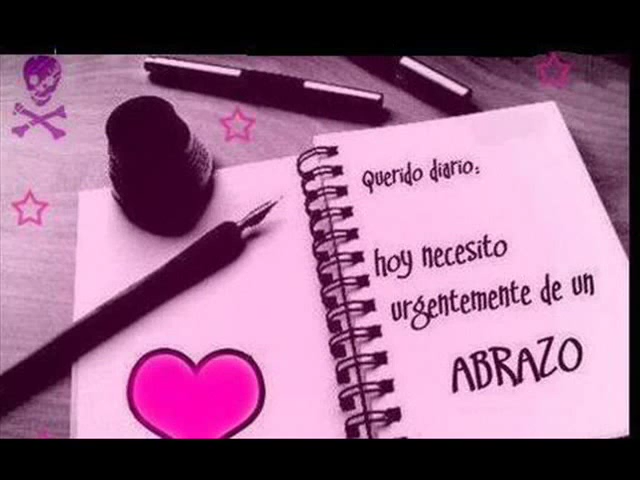 Querido diario:
hoy necesito
urgentemente de un
ABRAZO